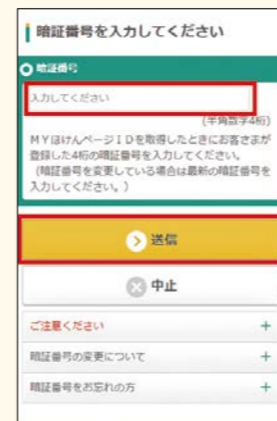 暗証番号を入力してください
暗証番号
入力してください
(半角数字4桁)
MYほけんページIDを取得したときにお客さまが
登録した4桁の暗証番号を入力してください。
(暗証番号を変更している場合は最新の暗証番号を
入力してください。)
送信
中止
ご注意ください
暗証番号の変更について
暗証番号をお忘れの方